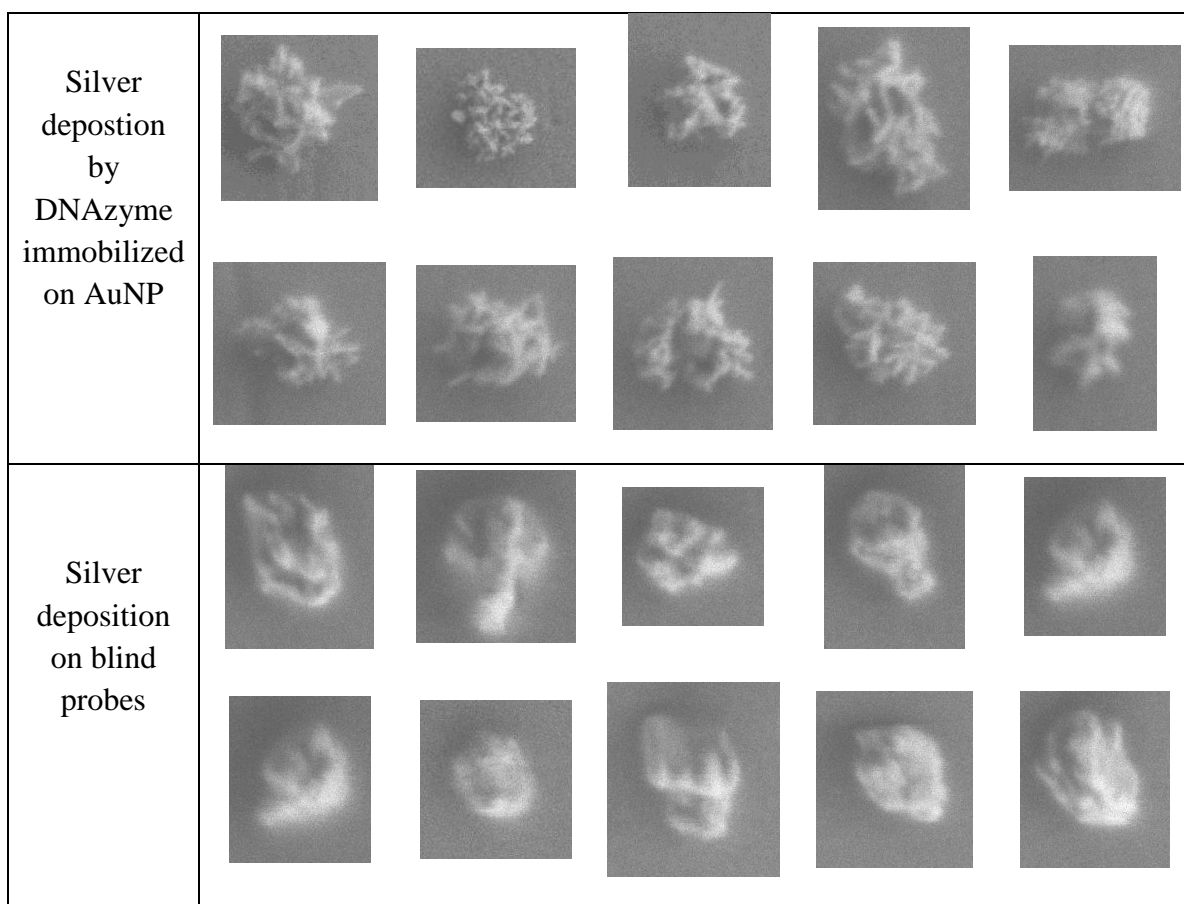 Silver
depostion
by
DNAzyme
immobilized
on AuNP
Silver
deposition
on blind
probes